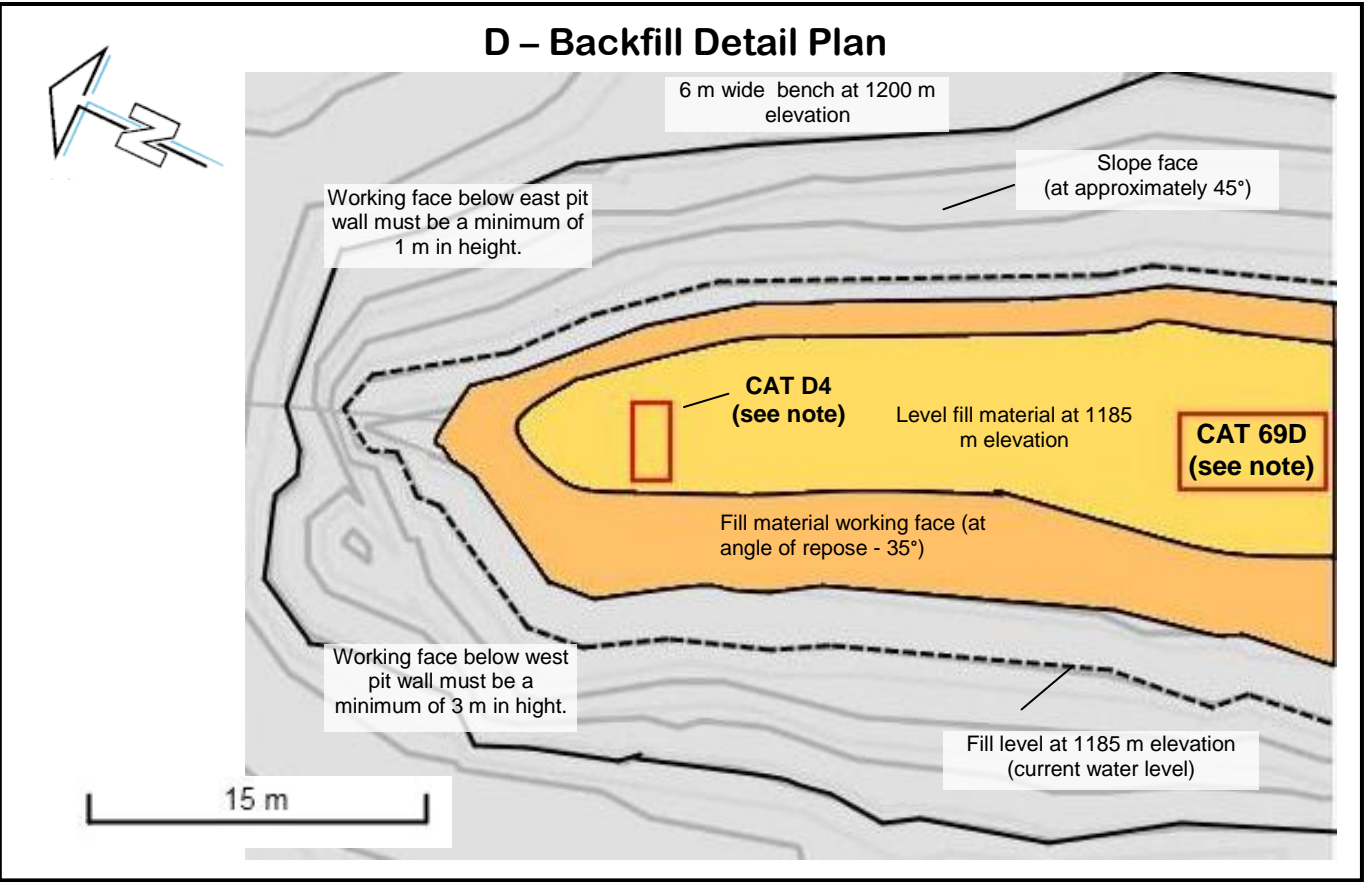 D – Backfill Detail Plan
N
6 m wide bench at 1200 m
elevation
Slope face
(at approximately 45°)
Working face below east pit
wall must be a minimum of
1 m in height.
CAT D4
(see note)
Level fill material at 1185
m elevation
CAT 69D
(see note)
Fill material working face (at
angle of repose - 35°)
Working face below west
pit wall must be a
minimum of 3 m in hight.
Fill level at 1185 m elevation
(current water level)
15 m